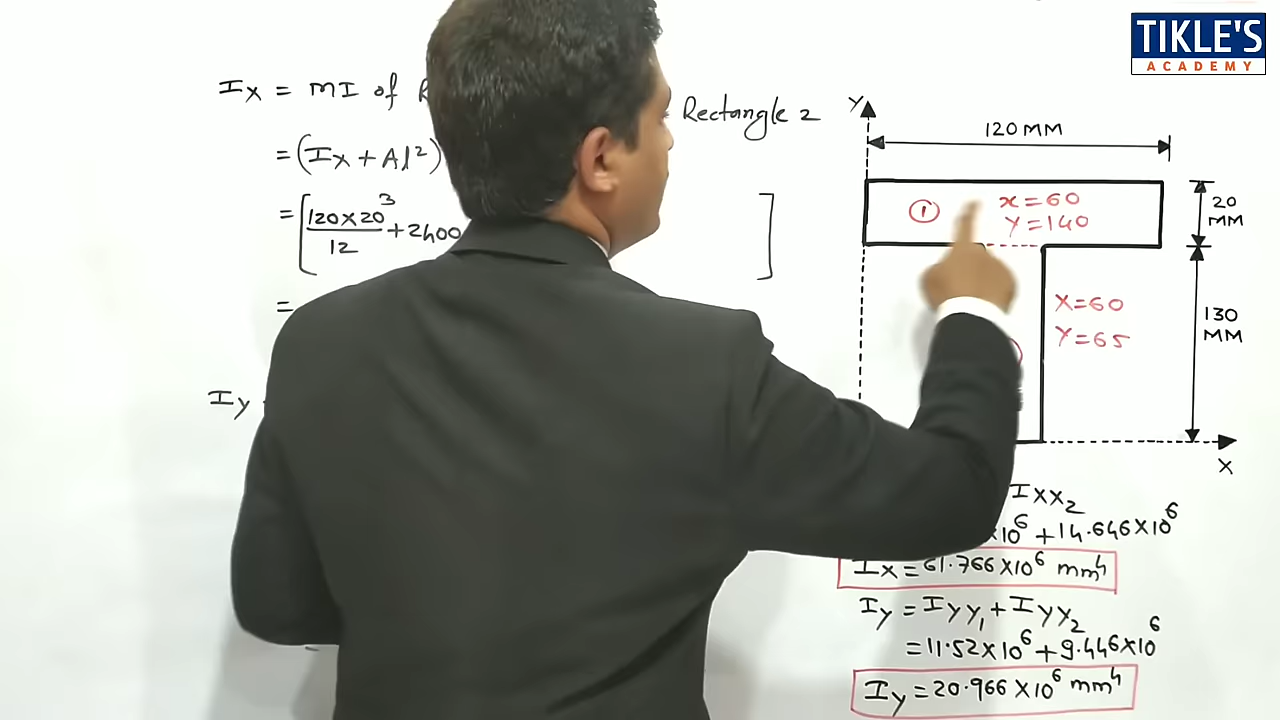 TIKLE'S
ACADEMY
Ix = MI of
Rectangle 2
= (Ix + Al²)
= [120×20³/12 + 2400 ]
=
Iy
Y
120 MM
① x=60
Y=140
20
MM
X=60
Y=65
130
MM
X
Ixx₂
×10⁶ + 14.646×10⁶
Ix = 61.766×10⁶ mm⁴
Iy = Iyy₁ + Iyy₂
= 11.52×10⁶ + 9.446×10⁶
Iy = 20.966×10⁶ mm⁴